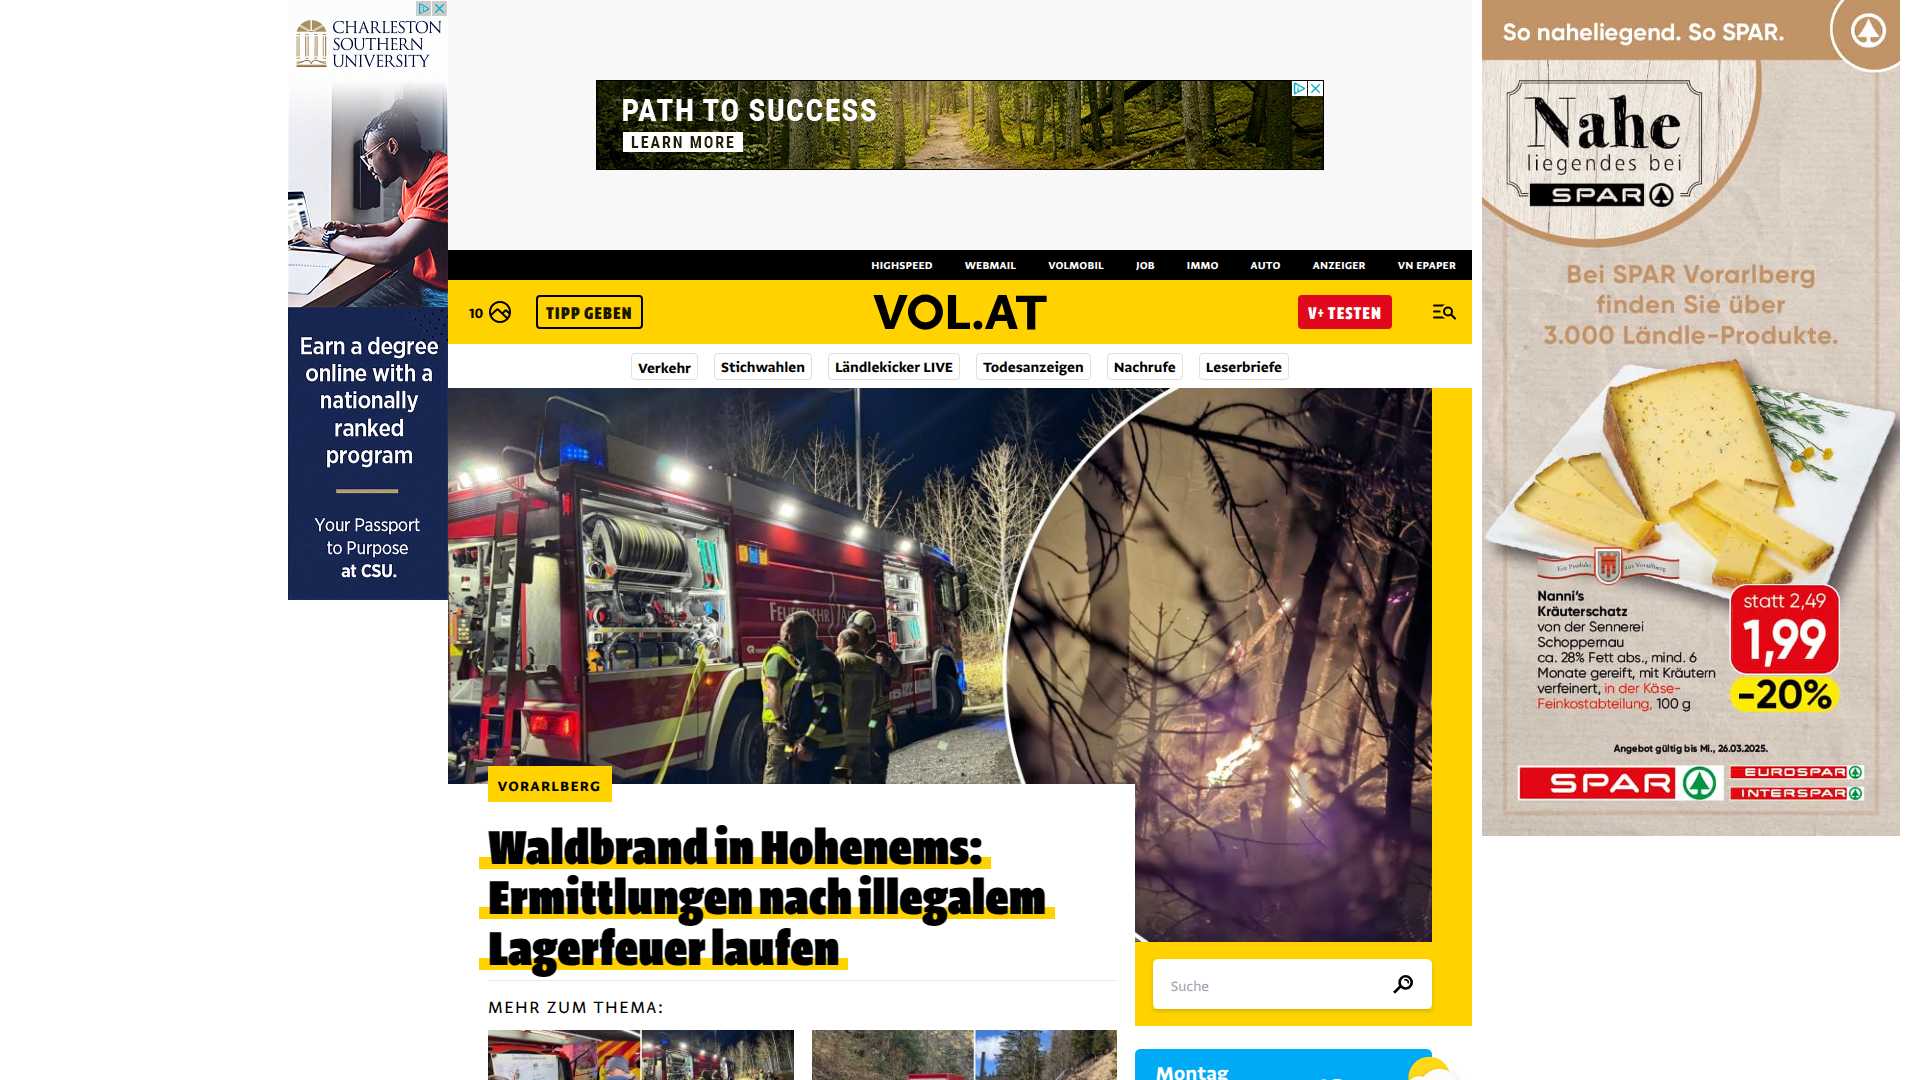 CHARLESTON
SOUTHERN
UNIVERSITY
Earn a degree
online with a
nationally
ranked
program
Your Passport
to Purpose
at CSU.
PATH TO SUCCESS
LEARN MORE
HIGHSPEED WEBMAIL VOLMOBIL JOB IMMO AUTO ANZEIGER VN EPAPER
10 TIPP GEBEN VOL.AT V+ TESTEN
Verkehr Stichwahlen Ländlekicker LIVE Todesanzeigen Nachrufe Leserbriefe
FEUERWEHR
VORARLBERG
Waldbrand in Hohenems:
Ermittlungen nach illegalem
Lagerfeuer laufen
MEHR ZUM THEMA:
Suche
Montag
So naheliegend. So SPAR.
Nahe
liegendes bei
SPAR
Bei SPAR Vorarlberg
finden Sie über
3.000 Ländle-Produkte.
Ein Produkt aus Vorarlberg
Nanni's
Kräuterschatz
von der Sennerei
Schoppernau
ca. 28% Fett abs., mind. 6
Monate gereift, mit Kräutern
verfeinert, in der Käse-
Feinkostabteilung, 100 g
statt 2,49
1,99
-20%
Angebot gültig bis Mi., 26.03.2025.
SPAR
EUROSPAR
INTERSPAR